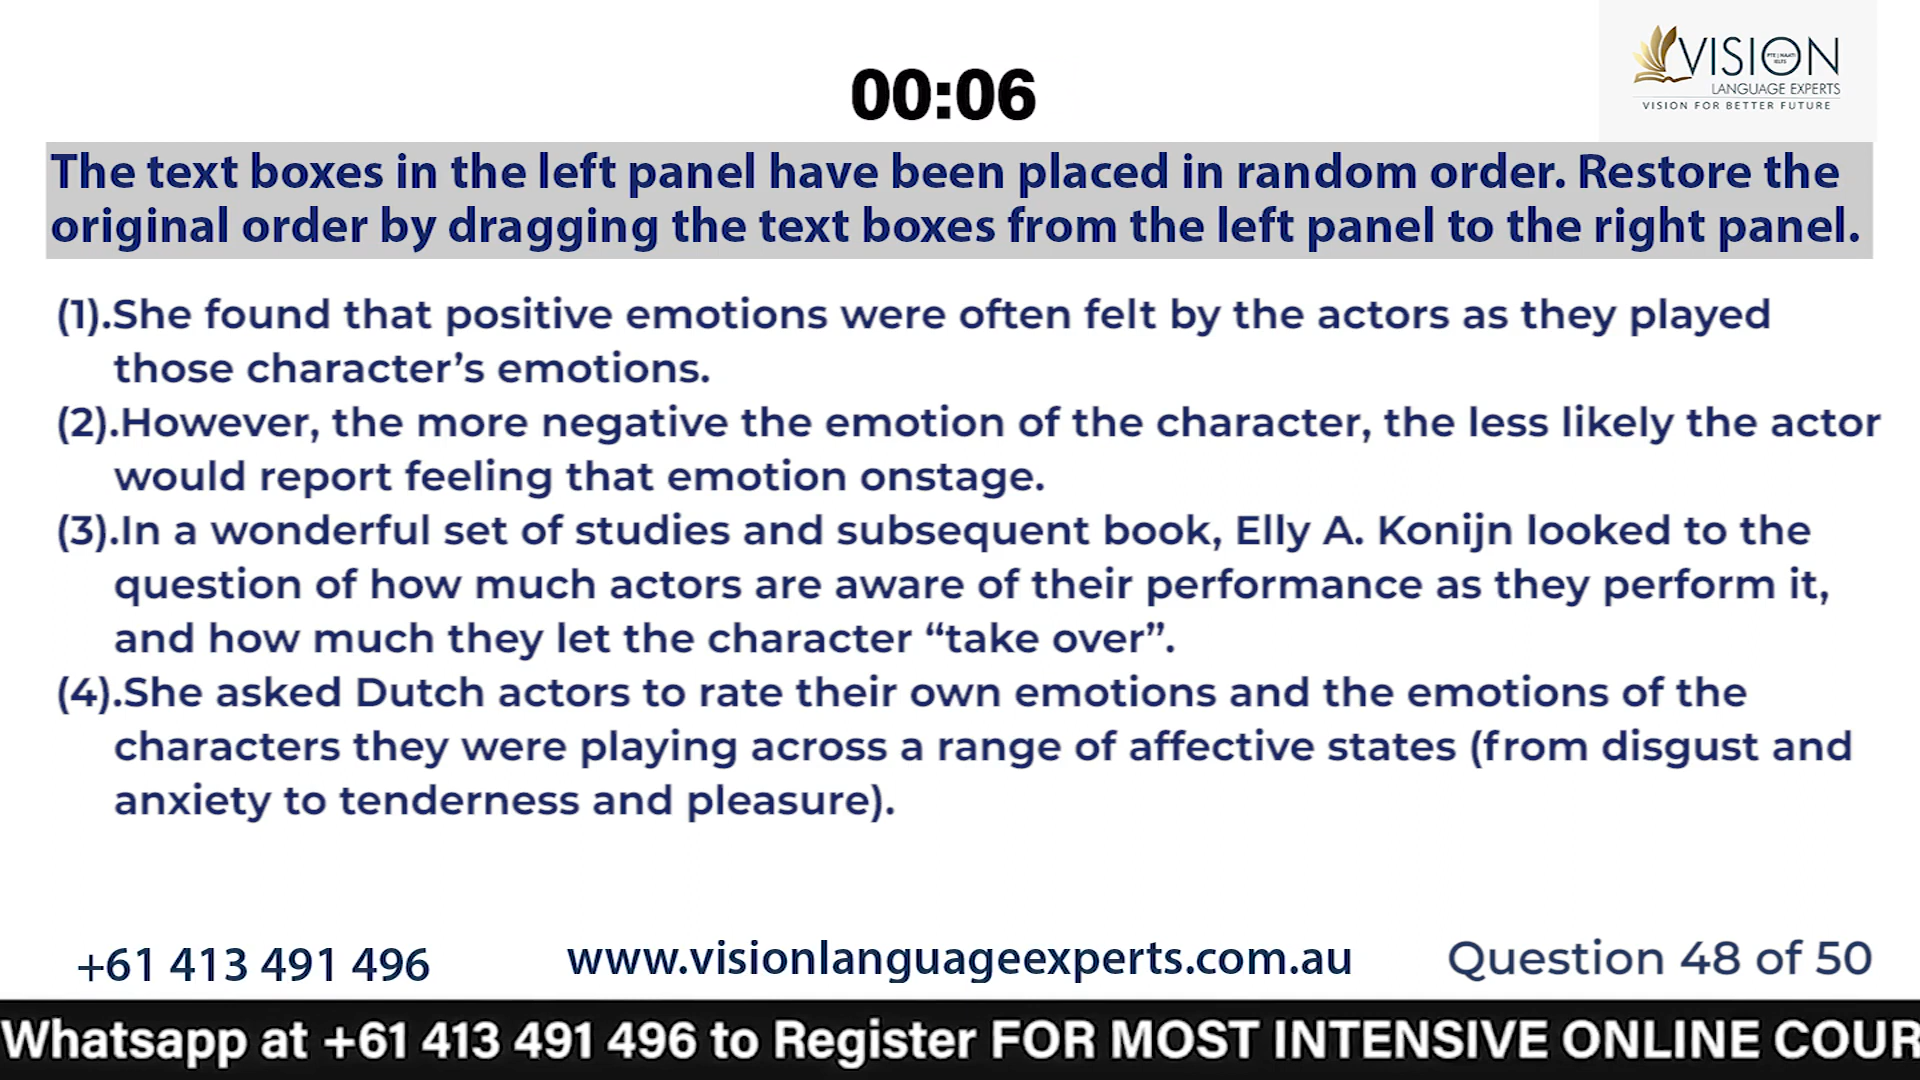 VISION
PTE | NAATI
IELTS
LANGUAGE EXPERTS
VISION FOR BETTER FUTURE
00:06
The text boxes in the left panel have been placed in random order. Restore the
original order by dragging the text boxes from the left panel to the right panel.
(1).She found that positive emotions were often felt by the actors as they played
those character’s emotions.
(2).However, the more negative the emotion of the character, the less likely the actor
would report feeling that emotion onstage.
(3).In a wonderful set of studies and subsequent book, Elly A. Konijn looked to the
question of how much actors are aware of their performance as they perform it,
and how much they let the character “take over”.
(4).She asked Dutch actors to rate their own emotions and the emotions of the
characters they were playing across a range of affective states (from disgust and
anxiety to tenderness and pleasure).
+61 413 491 496
www.visionlanguageexperts.com.au
Question 48 of 50
Whatsapp at +61 413 491 496 to Register FOR MOST INTENSIVE ONLINE COUR